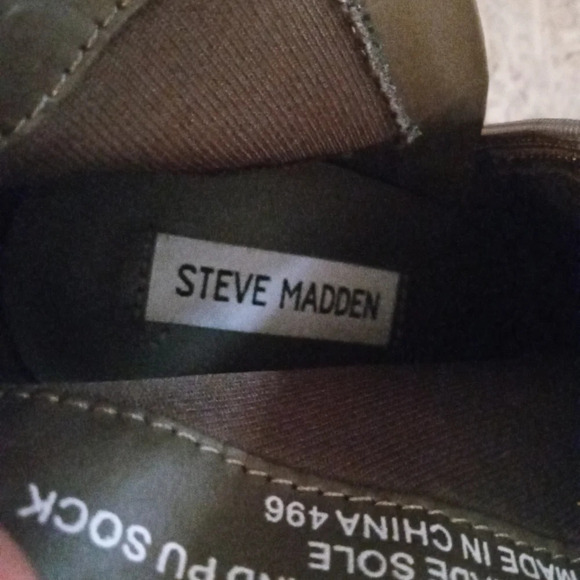 STEVE MADDEN
PU SOCK
SOLE
MADE IN CHINA 496